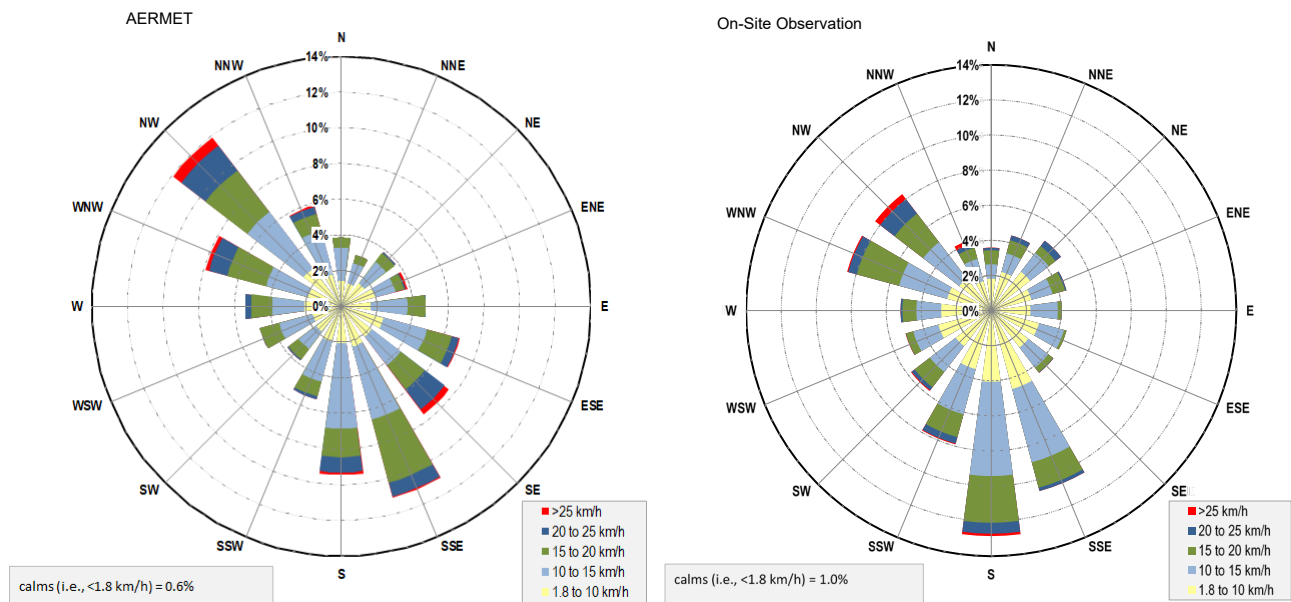 AERMET
N
NNE
NE
ENE
E
ESE
SE
SSE
S
SSW
SW
WSW
W
WNW
NW
NNW
14%
12%
10%
8%
6%
4%
2%
0%
>25 km/h
20 to 25 km/h
15 to 20 km/h
10 to 15 km/h
1.8 to 10 km/h
calms (i.e., <1.8 km/h) = 0.6%
On-Site Observation
N
NNE
NE
ENE
E
ESE
SE
SSE
S
SSW
SW
WSW
W
WNW
NW
NNW
14%
12%
10%
8%
6%
4%
2%
0%
>25 km/h
20 to 25 km/h
15 to 20 km/h
10 to 15 km/h
1.8 to 10 km/h
calms (i.e., <1.8 km/h) = 1.0%